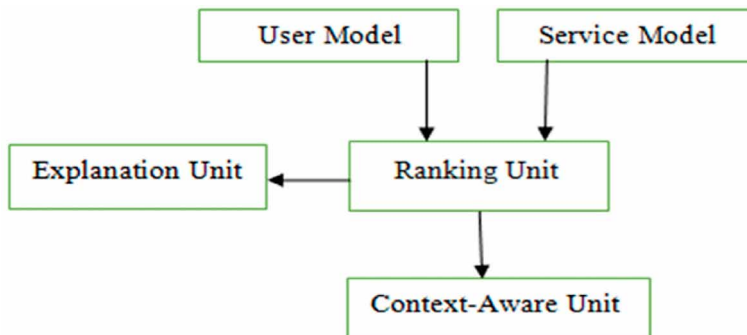 User Model
Service Model
Explanation Unit
Ranking Unit
Context-Aware Unit